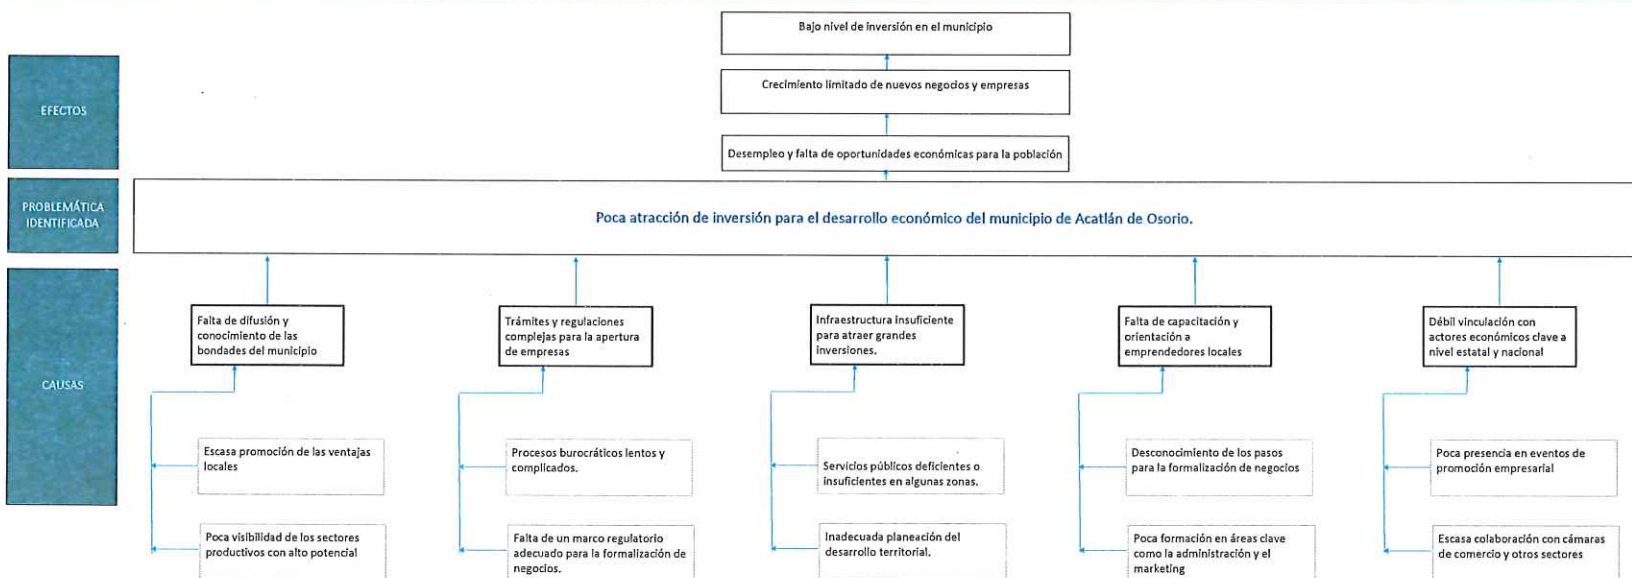 Bajo nivel de inversión en el municipio
EFECTOS
Crecimiento limitado de nuevos negocios y empresas
Desempleo y falta de oportunidades económicas para la población
PROBLEMÁTICA
IDENTIFICADA
Poca atracción de inversión para el desarrollo económico del municipio de Acatlán de Osorio.
CAUSAS
Falta de difusión y
conocimiento de las
bondades del municipio
Trámites y regulaciones
complejas para la apertura
de empresas
Infraestructura insuficiente
para atraer grandes
inversiones.
Falta de capacitación y
orientación a
emprendedores locales
Débil vinculación con
actores económicos clave a
nivel estatal y nacional
Escasa promoción de las ventajas
locales
Procesos burocráticos lentos y
complicados.
Servicios públicos deficientes o
insuficientes en algunas zonas.
Desconocimiento de los pasos
para la formalización de negocios
Poca presencia en eventos de
promoción empresarial
Poca visibilidad de los sectores
productivos con alto potencial
Falta de un marco regulatorio
adecuado para la formalización de
negocios.
Inadecuada planeación del
desarrollo territorial.
Poca formación en áreas clave
como la administración y el
marketing
Escasa colaboración con cámaras
de comercio y otros sectores